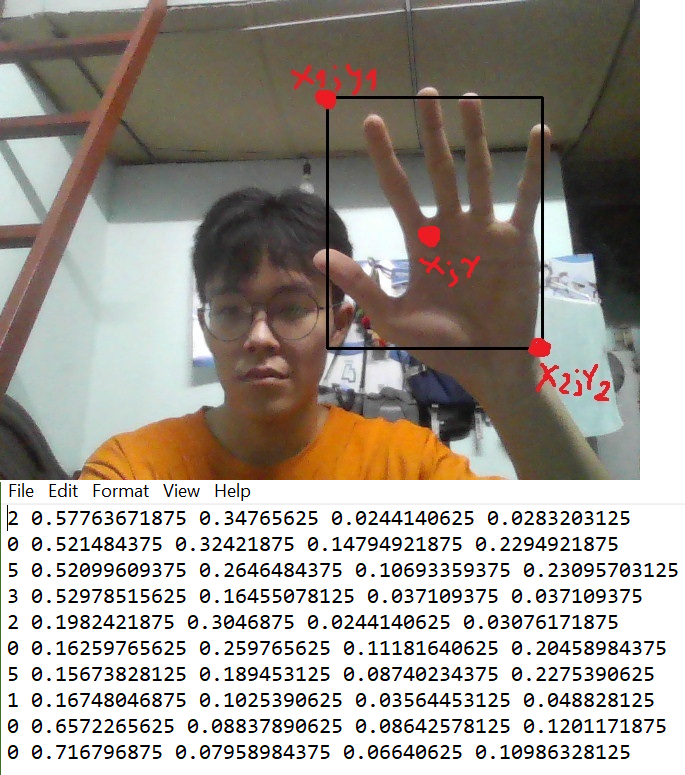 x1;y1
x;y
x2;y2
File Edit Format View Help
2 0.57763671875 0.34765625 0.0244140625 0.0283203125
0 0.521484375 0.32421875 0.14794921875 0.2294921875
5 0.52099609375 0.2646484375 0.10693359375 0.23095703125
3 0.52978515625 0.16455078125 0.037109375 0.037109375
2 0.1982421875 0.3046875 0.0244140625 0.03076171875
0 0.16259765625 0.259765625 0.11181640625 0.20458984375
5 0.15673828125 0.189453125 0.08740234375 0.2275390625
1 0.16748046875 0.1025390625 0.03564453125 0.048828125
0 0.6572265625 0.08837890625 0.08642578125 0.1201171875
0 0.716796875 0.07958984375 0.06640625 0.10986328125